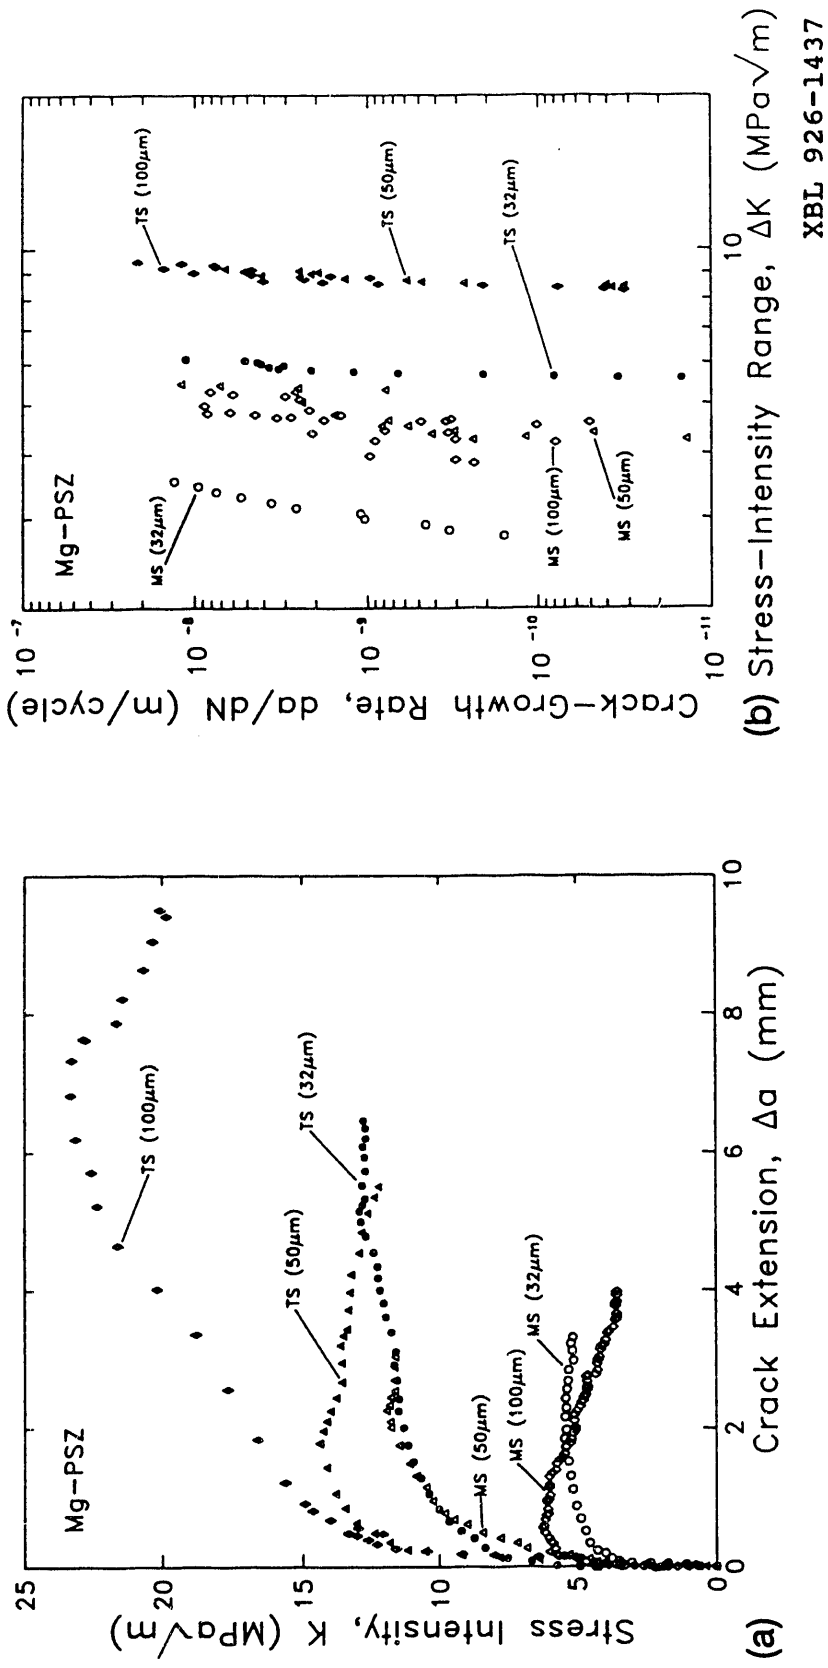 Mg-PSZ
25
20
15
10
5
0
Stress Intensity, K (MPa√m)
TS (100μm)
TS (50μm)
TS (32μm)
MS (50μm)
MS (100μm)
MS (32μm)
0
2
4
6
8
10
(a) Crack Extension, Δa (mm)
Mg-PSZ
10⁻⁷
10⁻⁸
10⁻⁹
10⁻¹⁰
10⁻¹¹
Crack-Growth Rate, da/dN (m/cycle)
TS (100μm)
TS (50μm)
TS (32μm)
MS (32μm)
MS (100μm)
MS (50μm)
10
(b) Stress-Intensity Range, ΔK (MPa√m)
XBL 926-1437